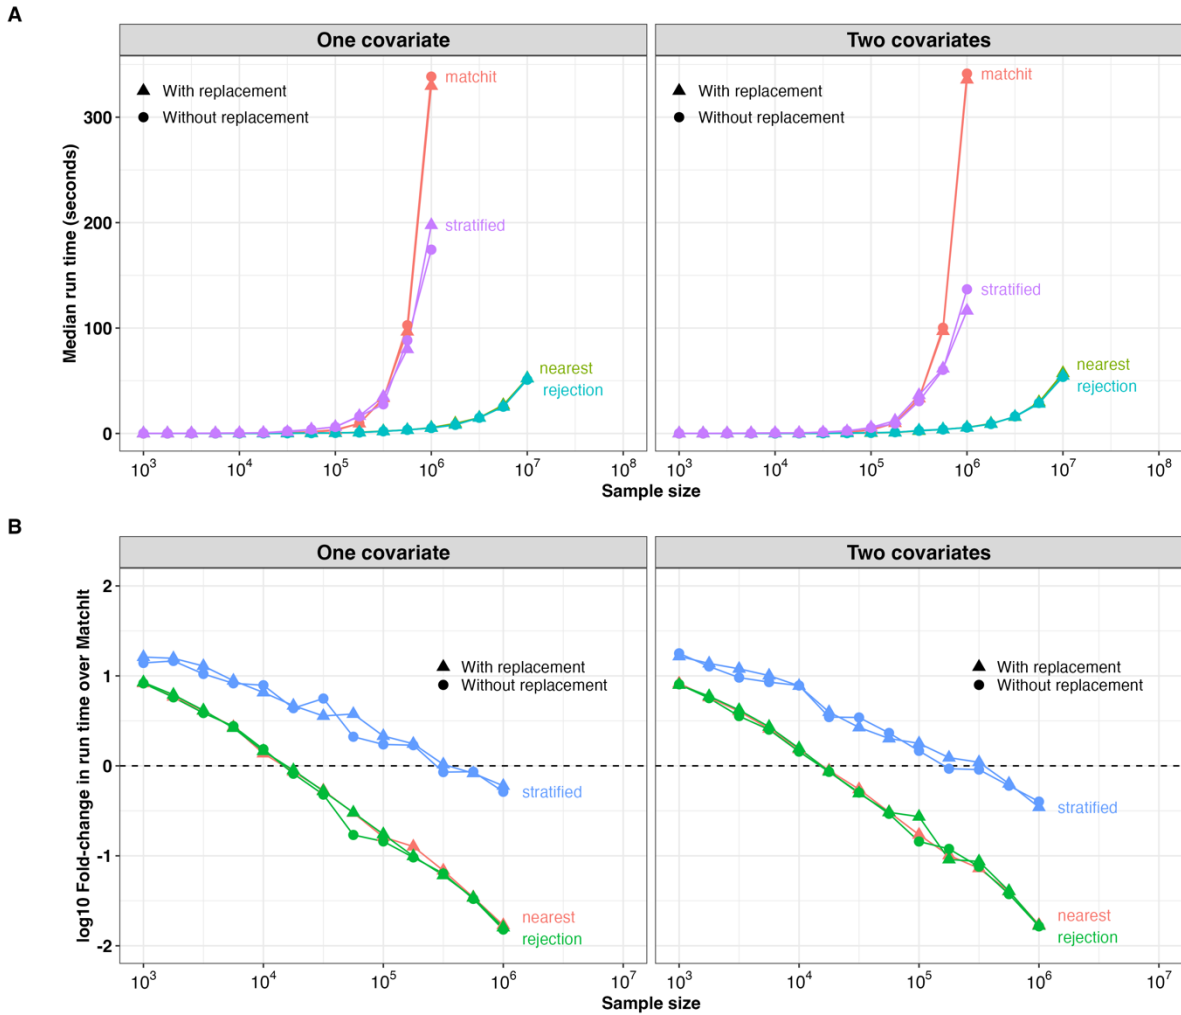 A
One covariate
Two covariates
Median run time (seconds)
300
200
100
0
With replacement
Without replacement
matchit
stratified
nearest
rejection
With replacement
Without replacement
matchit
stratified
nearest
rejection
10³ 10⁴ 10⁵ 10⁶ 10⁷ 10⁸
10³ 10⁴ 10⁵ 10⁶ 10⁷ 10⁸
Sample size
B
One covariate
Two covariates
log10 Fold-change in run time over MatchIt
2
1
0
-1
-2
With replacement
Without replacement
stratified
nearest
rejection
With replacement
Without replacement
stratified
nearest
rejection
10³ 10⁴ 10⁵ 10⁶ 10⁷
10³ 10⁴ 10⁵ 10⁶ 10⁷
Sample size